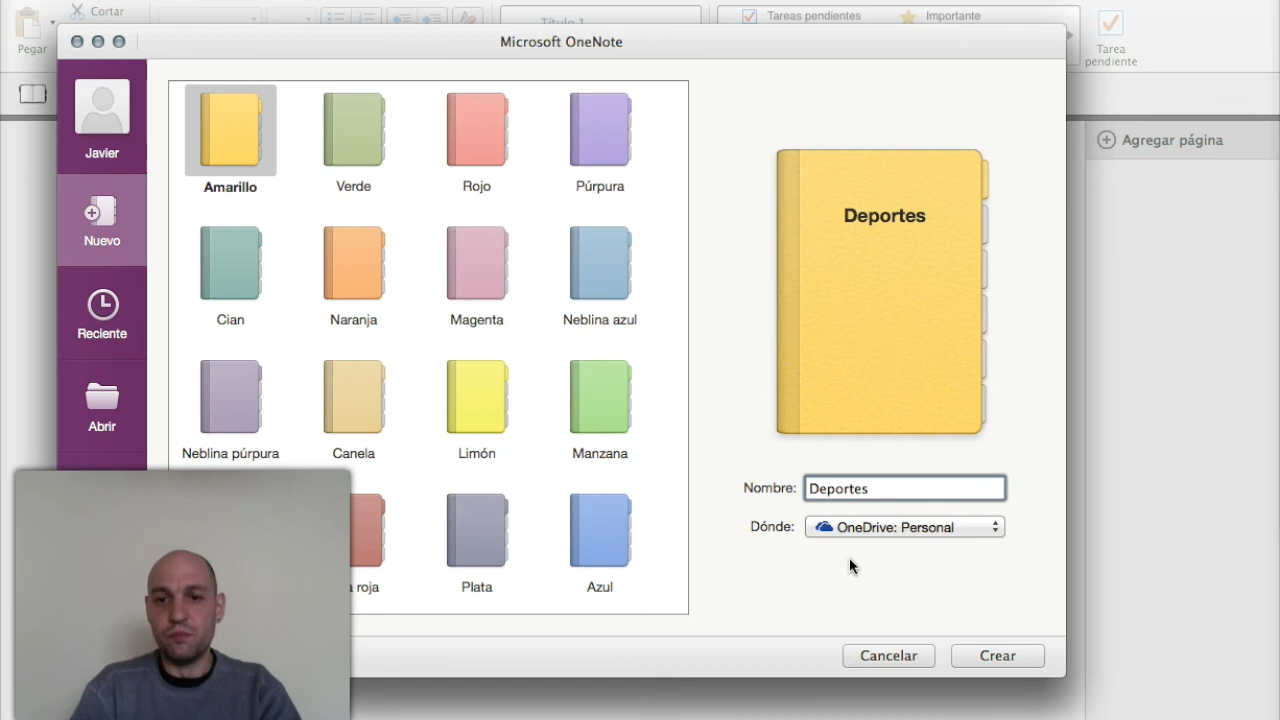 Cortar
Pegar
Título 1
Tareas pendientes
Importante
Tarea
pendiente
Microsoft OneNote
Javier
Nuevo
Reciente
Abrir
Amarillo
Verde
Rojo
Púrpura
Cian
Naranja
Magenta
Neblina azul
Neblina púrpura
Canela
Limón
Manzana
roja
Plata
Azul
Deportes
Nombre: Deportes
Dónde: OneDrive: Personal
Cancelar
Crear
Agregar página